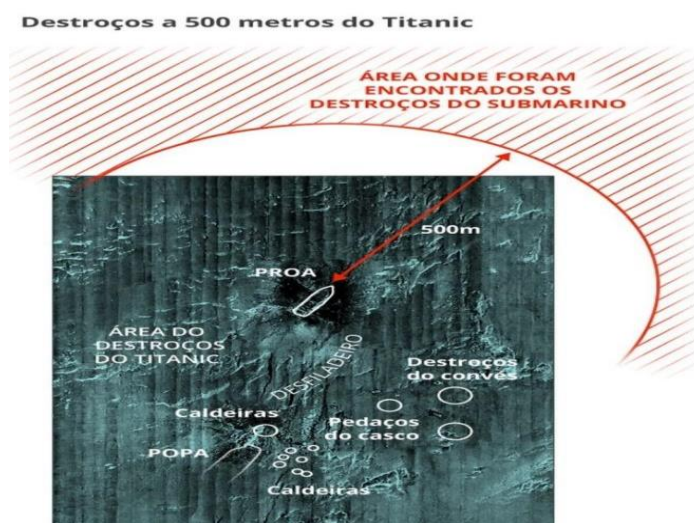 Destroços a 500 metros do Titanic
ÁREA ONDE FORAM
ENCONTRADOS OS
DESTROÇOS DO SUBMARINO
500m
PROA
ÁREA DO
DESTROÇOS
DO TITANIC
DESFILADEIRO
Destroços
do convés
Caldeiras
Pedaços
do casco
POPA
Caldeiras